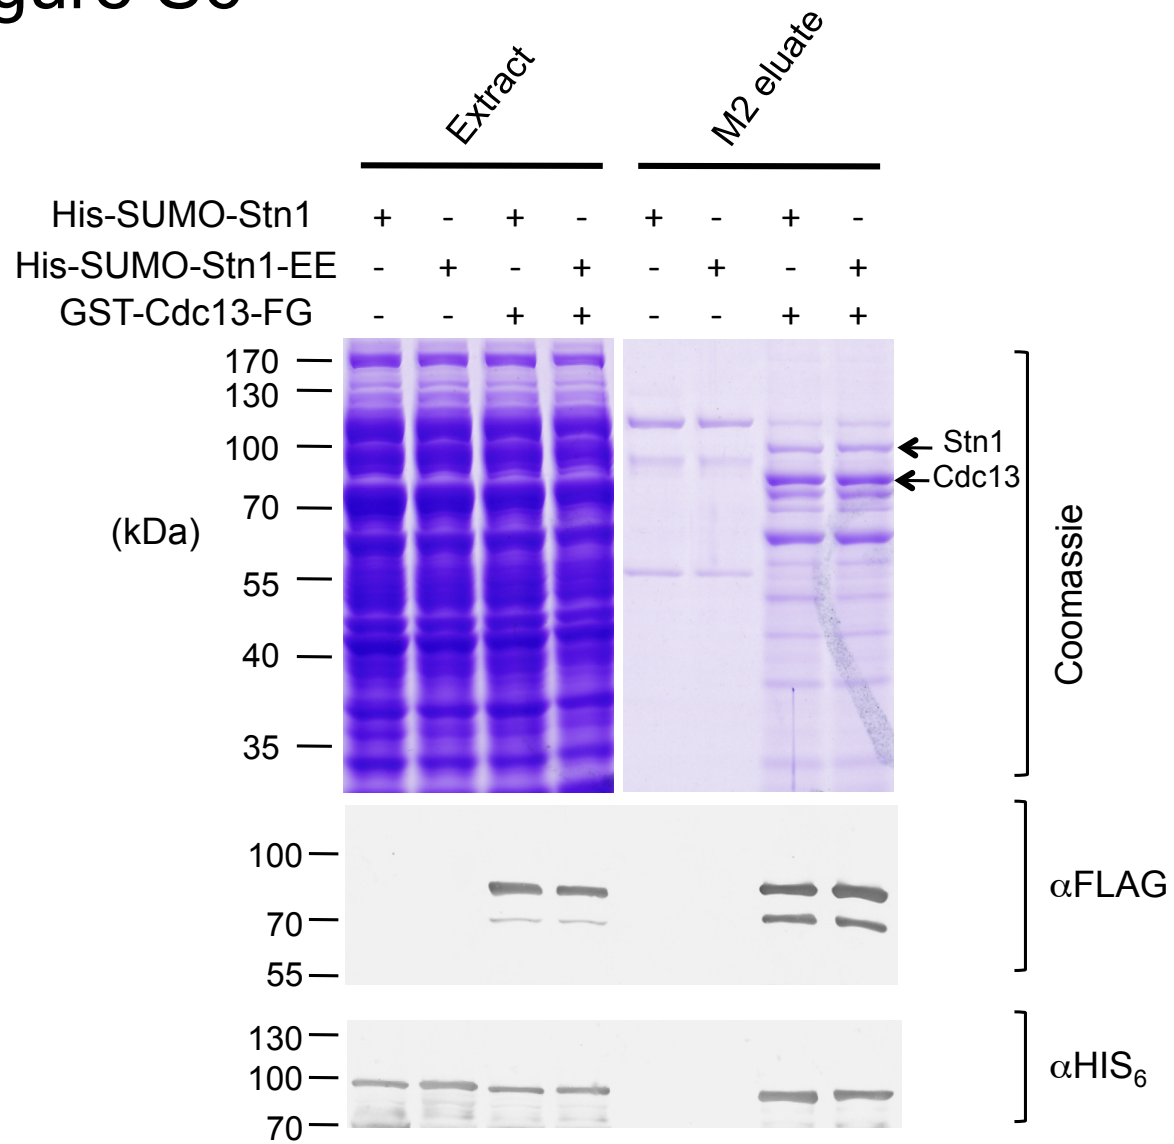 Extract M2 eluate
His-SUMO-Stn1 + - + - + - + -
His-SUMO-Stn1-EE - + - + - + - +
GST-Cdc13-FG - - + + - - + +
170
130
100
70
(kDa)
55
40
35
Stn1
Cdc13
Coomassie
100
70
55
αFLAG
130
100
70
αHIS6